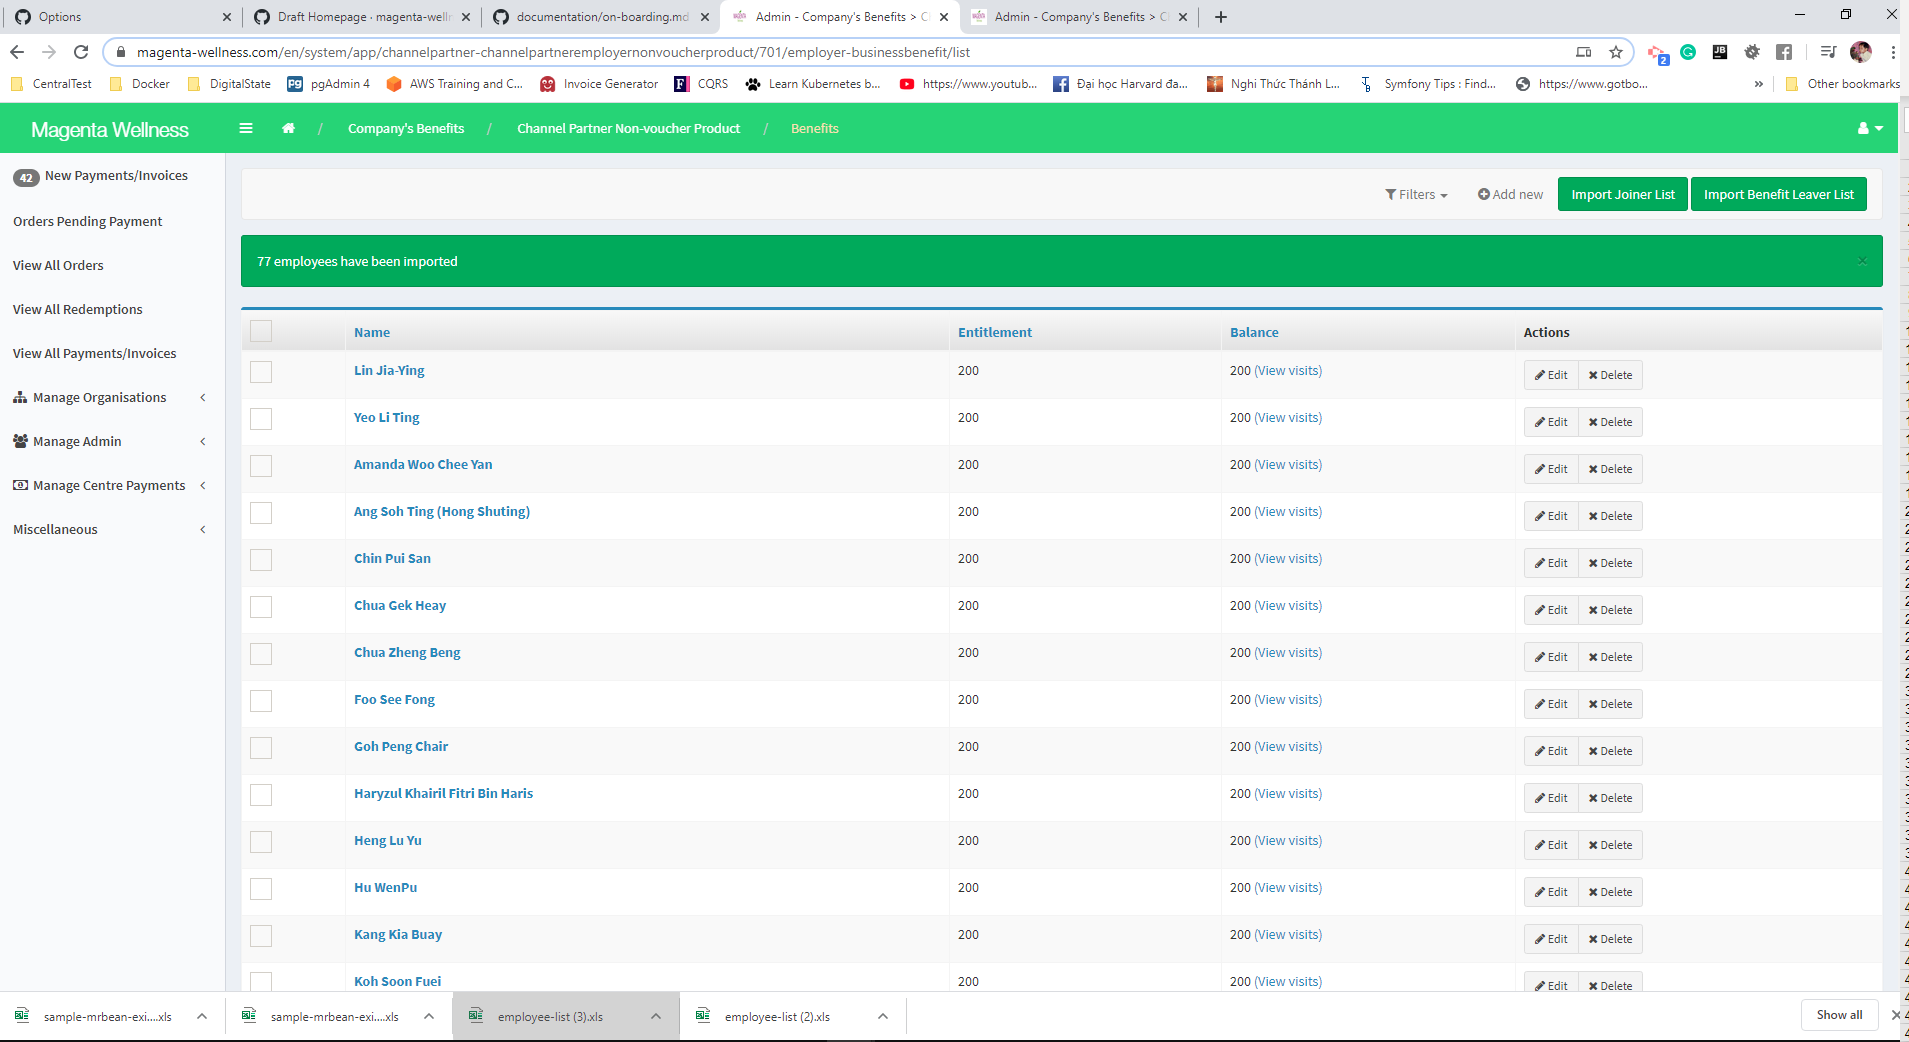 Options
Draft Homepage · magenta-welln
documentation/on-boarding.md
Admin - Company's Benefits > C
Admin - Company's Benefits > C
magenta-wellness.com/en/system/app/channelpartner-channelpartneremployernonvoucherproduct/701/employer-businessbenefit/list
2
CentralTest
Docker
DigitalState
pgAdmin 4
AWS Training and C...
Invoice Generator
CQRS
Learn Kubernetes b...
https://www.youtub...
Đại học Harvard đa...
Nghi Thức Thánh L...
Symfony Tips : Find...
https://www.gotbo...
»
Other bookmarks
Magenta Wellness
/ Company's Benefits / Channel Partner Non-voucher Product / Benefits
42 New Payments/Invoices
Orders Pending Payment
View All Orders
View All Redemptions
View All Payments/Invoices
Manage Organisations
Manage Admin
Manage Centre Payments
Miscellaneous
Filters
Add new
Import Joiner List
Import Benefit Leaver List
77 employees have been imported
Name Entitlement Balance Actions
Lin Jia-Ying 200 200 (View visits) Edit Delete
Yeo Li Ting 200 200 (View visits) Edit Delete
Amanda Woo Chee Yan 200 200 (View visits) Edit Delete
Ang Soh Ting (Hong Shuting) 200 200 (View visits) Edit Delete
Chin Pui San 200 200 (View visits) Edit Delete
Chua Gek Heay 200 200 (View visits) Edit Delete
Chua Zheng Beng 200 200 (View visits) Edit Delete
Foo See Fong 200 200 (View visits) Edit Delete
Goh Peng Chair 200 200 (View visits) Edit Delete
Haryzul Khairil Fitri Bin Haris 200 200 (View visits) Edit Delete
Heng Lu Yu 200 200 (View visits) Edit Delete
Hu WenPu 200 200 (View visits) Edit Delete
Kang Kia Buay 200 200 (View visits) Edit Delete
Koh Soon Fuei 200 200 (View visits) Edit Delete
sample-mrbean-exi....xls
sample-mrbean-exi....xls
employee-list (3).xls
employee-list (2).xls
Show all